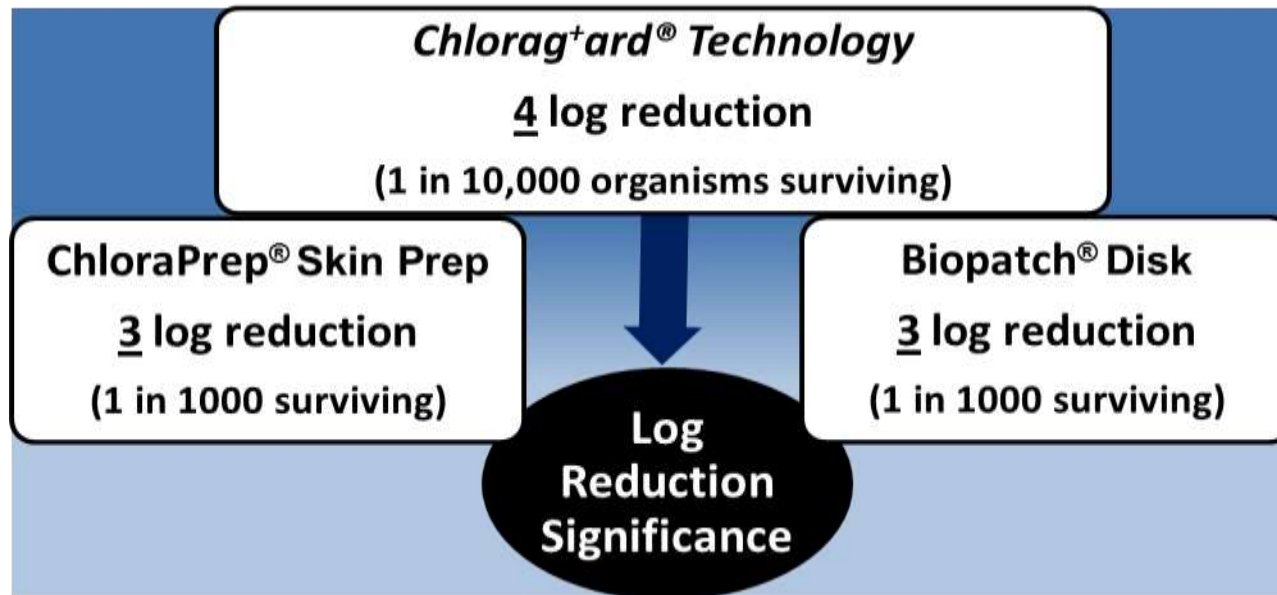 Chlorag⁺ard® Technology
4 log reduction
(1 in 10,000 organisms surviving)
ChloraPrep® Skin Prep
3 log reduction
(1 in 1000 surviving)
Biopatch® Disk
3 log reduction
(1 in 1000 surviving)
Log
Reduction
Significance